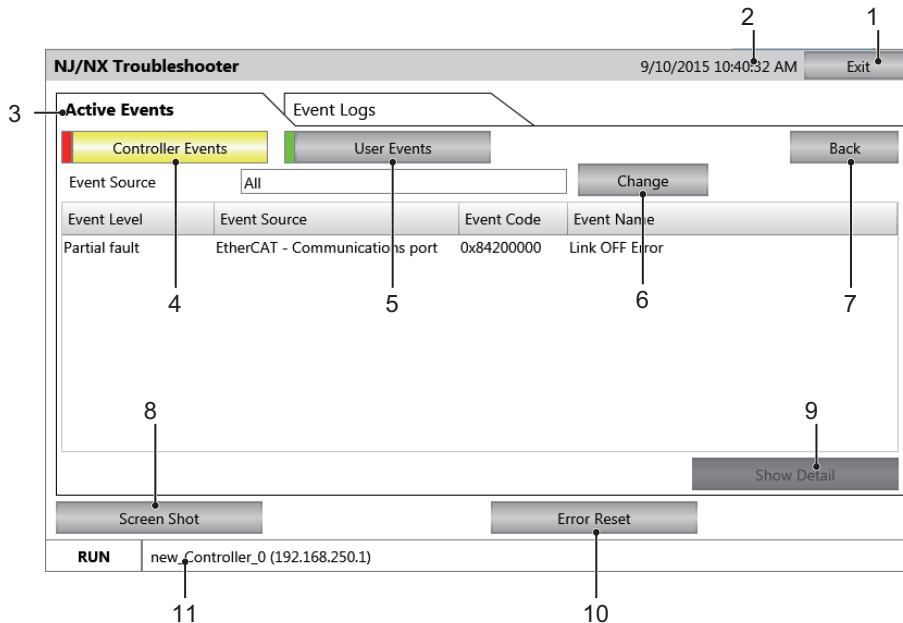 2 1
NJ/NX Troubleshooter 9/10/2015 10:40:32 AM Exit
3 Active Events Event Logs
Controller Events User Events Back
Event Source All Change
Event Level Event Source Event Code Event Name
Partial fault EtherCAT - Communications port 0x84200000 Link OFF Error
4 5 6 7
8 9
Show Detail
Screen Shot Error Reset
RUN new_Controller_0 (192.168.250.1)
11 10